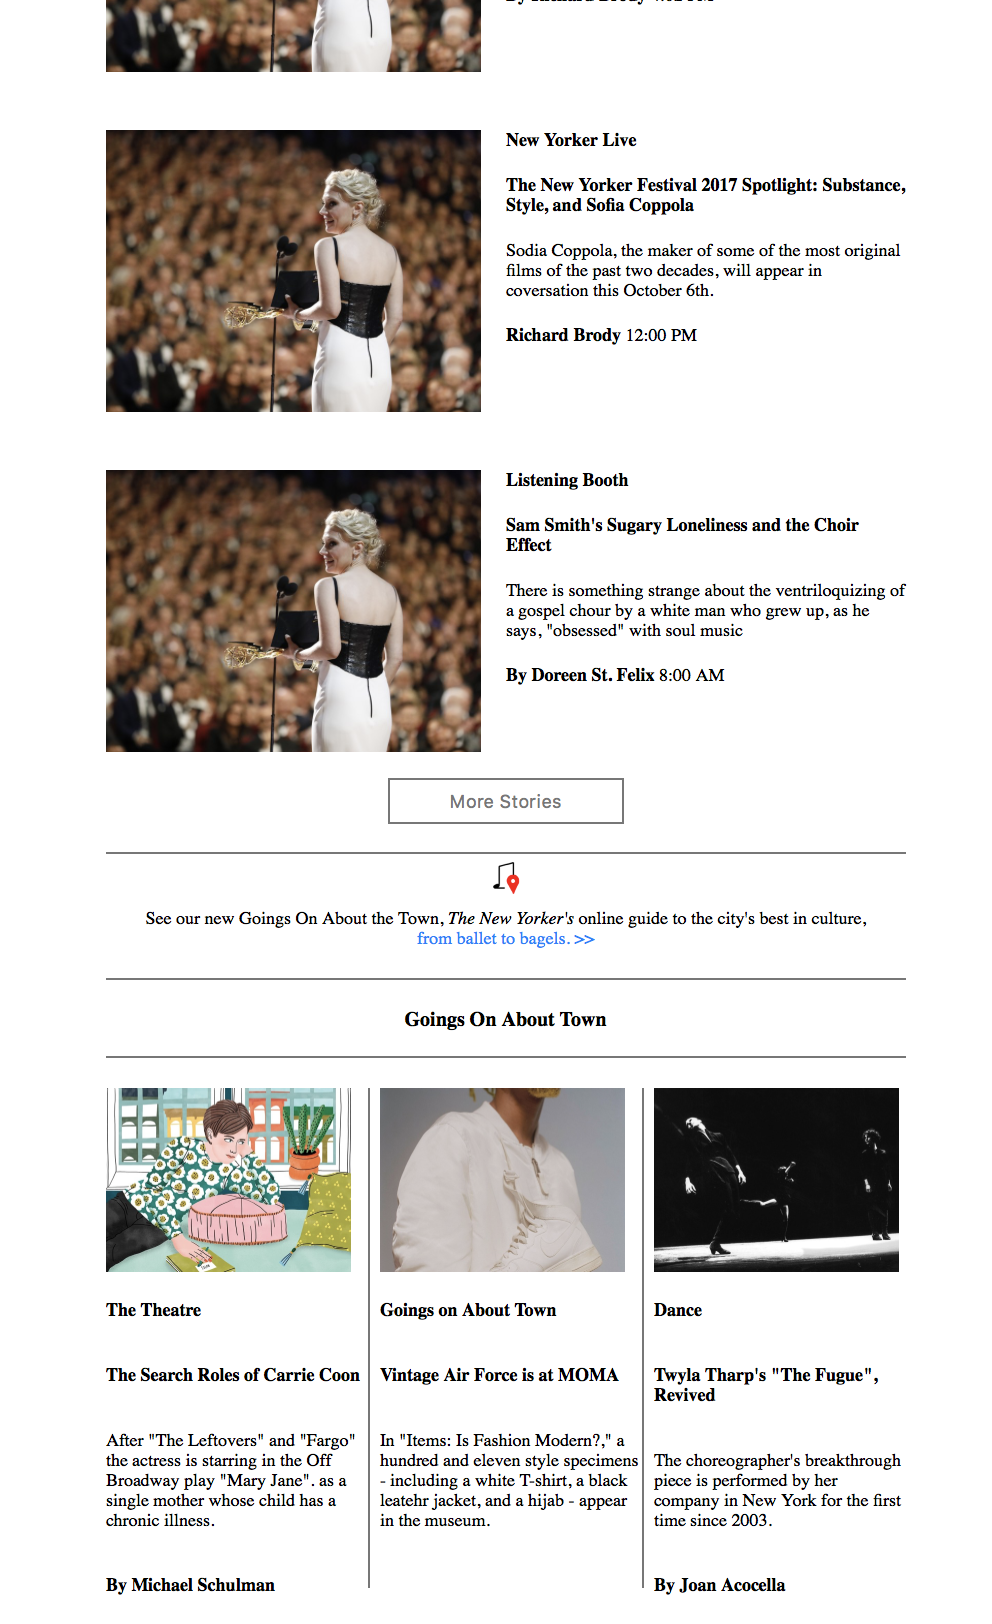 By Richard Brody 4:02 PM
New Yorker Live
The New Yorker Festival 2017 Spotlight: Substance,
Style, and Sofia Coppola
Sodia Coppola, the maker of some of the most original
films of the past two decades, will appear in
coversation this October 6th.
Richard Brody 12:00 PM
Listening Booth
Sam Smith's Sugary Loneliness and the Choir
Effect
There is something strange about the ventriloquizing of
a gospel chour by a white man who grew up, as he
says, "obsessed" with soul music
By Doreen St. Felix 8:00 AM
More Stories
See our new Goings On About the Town, The New Yorker's online guide to the city's best in culture,
from ballet to bagels. >>
Goings On About Town
The Theatre
The Search Roles of Carrie Coon
After "The Leftovers" and "Fargo"
the actress is starring in the Off
Broadway play "Mary Jane". as a
single mother whose child has a
chronic illness.
By Michael Schulman
Goings on About Town
Vintage Air Force is at MOMA
In "Items: Is Fashion Modern?," a
hundred and eleven style specimens
- including a white T-shirt, a black
leatehr jacket, and a hijab - appear
in the museum.
Dance
Twyla Tharp's "The Fugue",
Revived
The choreographer's breakthrough
piece is performed by her
company in New York for the first
time since 2003.
By Joan Acocella